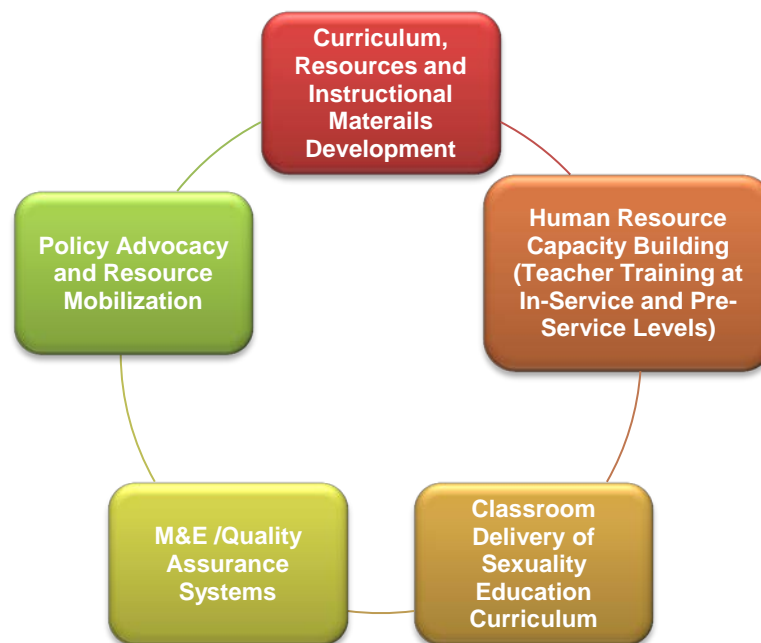 Curriculum,
Resources and
Instructional
Materails
Development
Human Resource
Capacity Building
(Teacher Training at
In-Service and Pre-
Service Levels)
Classroom
Delivery of
Sexuality
Education
Curriculum
M&E /Quality
Assurance
Systems
Policy Advocacy
and Resource
Mobilization